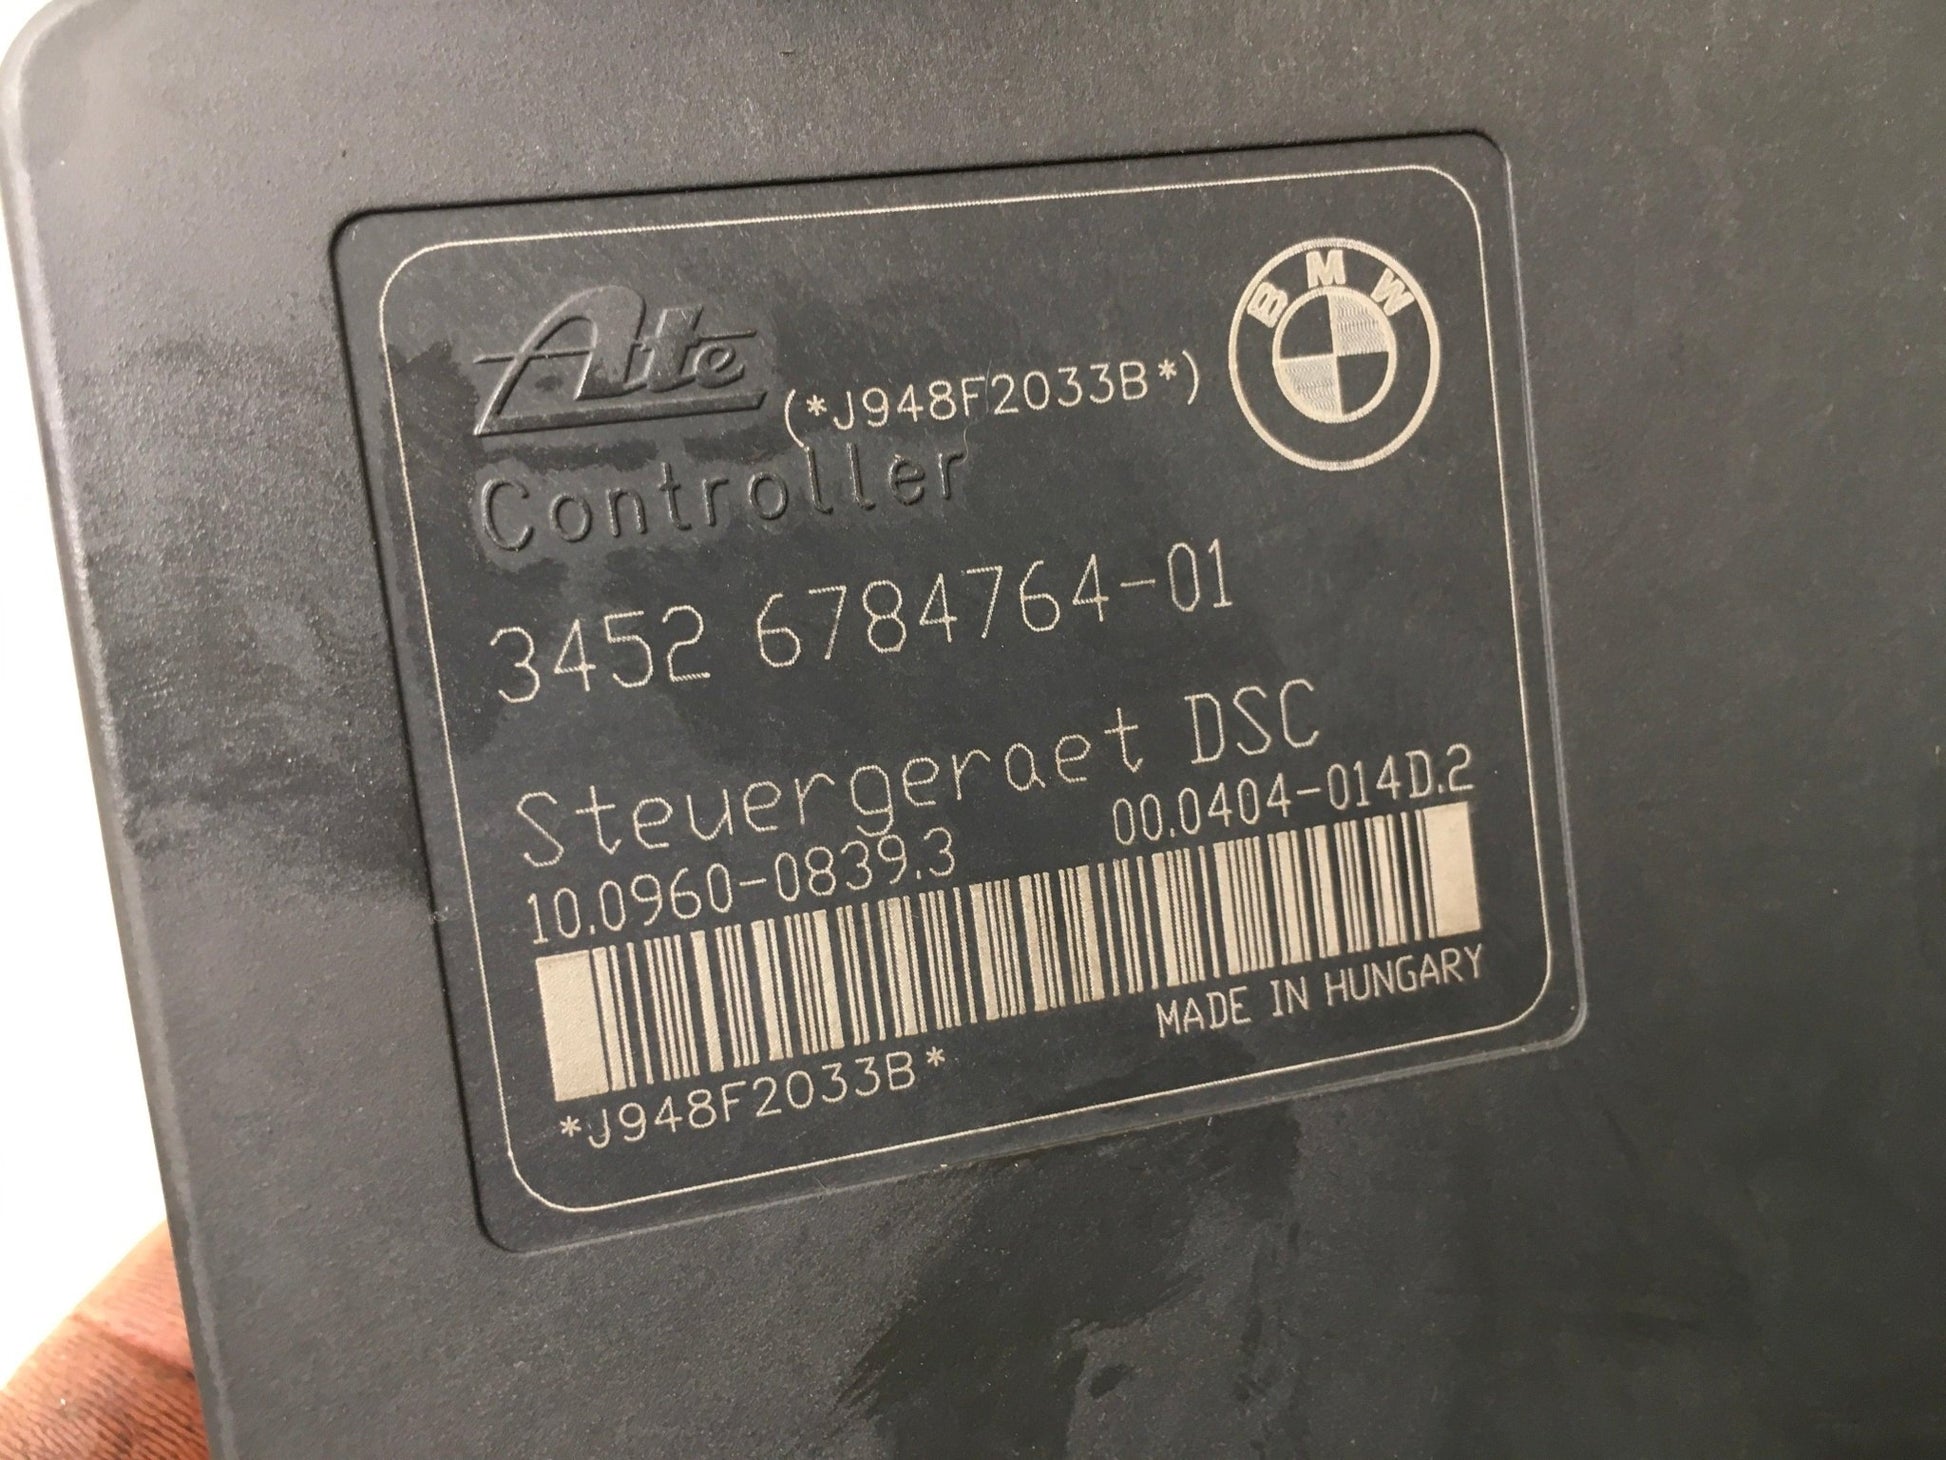 BMW
Ate (*J948F2033B*)
Controller
3452 6784764-01
Steuergeraet DSC
10.0960-0839.3 00.0404-014D.2
MADE IN HUNGARY
*J948F2033B*